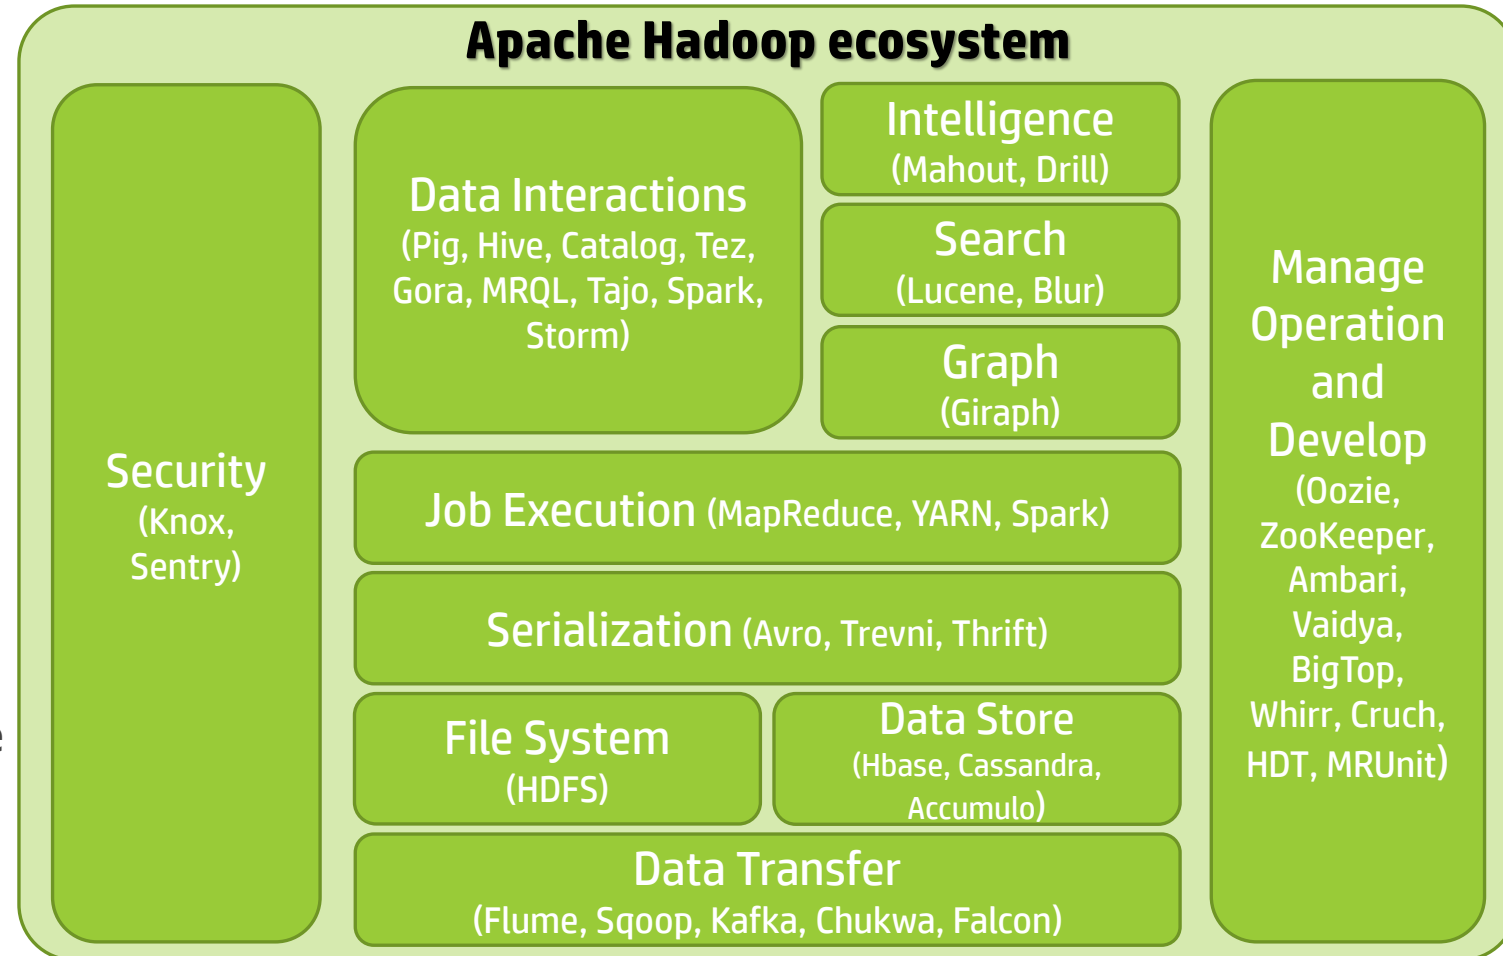 Apache Hadoop ecosystem
Security
(Knox,
Sentry)
Data Interactions
(Pig, Hive, Catalog, Tez,
Gora, MRQL, Tajo, Spark,
Storm)
Intelligence
(Mahout, Drill)
Search
(Lucene, Blur)
Graph
(Giraph)
Job Execution (MapReduce, YARN, Spark)
Serialization (Avro, Trevni, Thrift)
File System
(HDFS)
Data Store
(Hbase, Cassandra,
Accumulo)
Data Transfer
(Flume, Sqoop, Kafka, Chukwa, Falcon)
Manage
Operation
and
Develop
(Oozie,
ZooKeeper,
Ambari,
Vaidya,
BigTop,
Whirr, Cruch,
HDT, MRUnit)